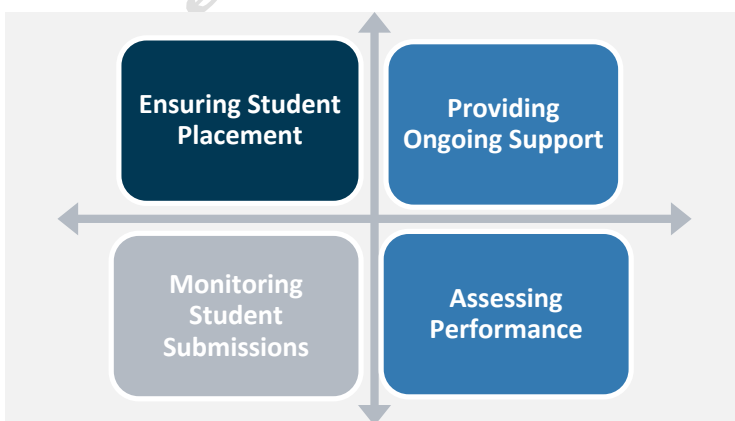 Ensuring Student
Placement
Providing
Ongoing Support
Monitoring
Student
Submissions
Assessing
Performance